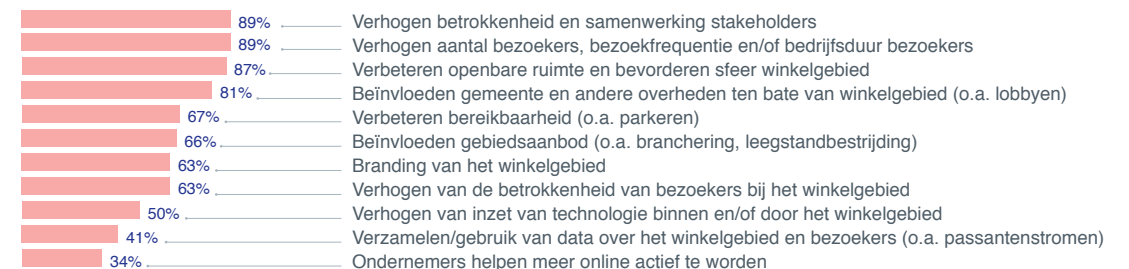 89% Verhogen betrokkenheid en samenwerking stakeholders
89% Verhogen aantal bezoekers, bezoekfrequentie en/of bedrijfsduur bezoekers
87% Verbeteren openbare ruimte en bevorderen sfeer winkelgebied
81% Beïnvloeden gemeente en andere overheden ten bate van winkelgebied (o.a. lobbyen)
67% Verbeteren bereikbaarheid (o.a. parkeren)
66% Beïnvloeden gebiedsaanbod (o.a. branchering, leegstandbestrijding)
63% Branding van het winkelgebied
63% Verhogen van de betrokkenheid van bezoekers bij het winkelgebied
50% Verhogen van inzet van technologie binnen en/of door het winkelgebied
41% Verzamelen/gebruik van data over het winkelgebied en bezoekers (o.a. passantenstromen)
34% Ondernemers helpen meer online actief te worden